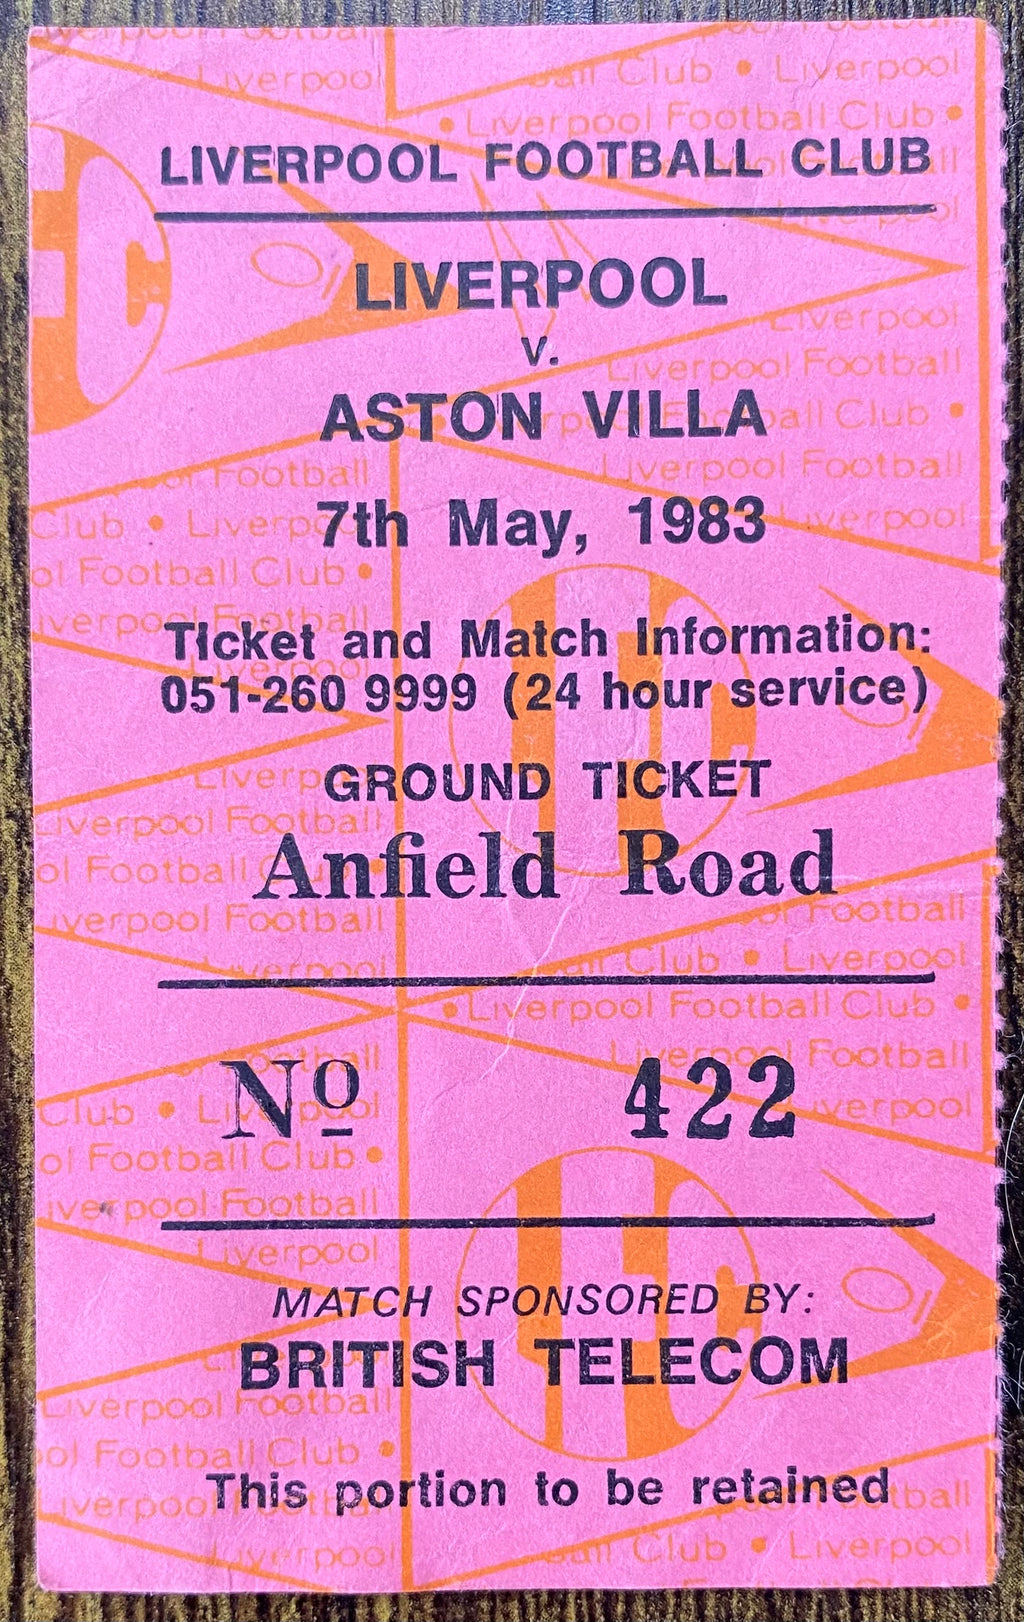 LIVERPOOL FOOTBALL CLUB
LIVERPOOL
v.
ASTON VILLA
7th May, 1983
Ticket and Match Information:
051-260 9999 (24 hour service)
GROUND TICKET
Anfield Road
Nº 422
MATCH SPONSORED BY:
BRITISH TELECOM
This portion to be retained